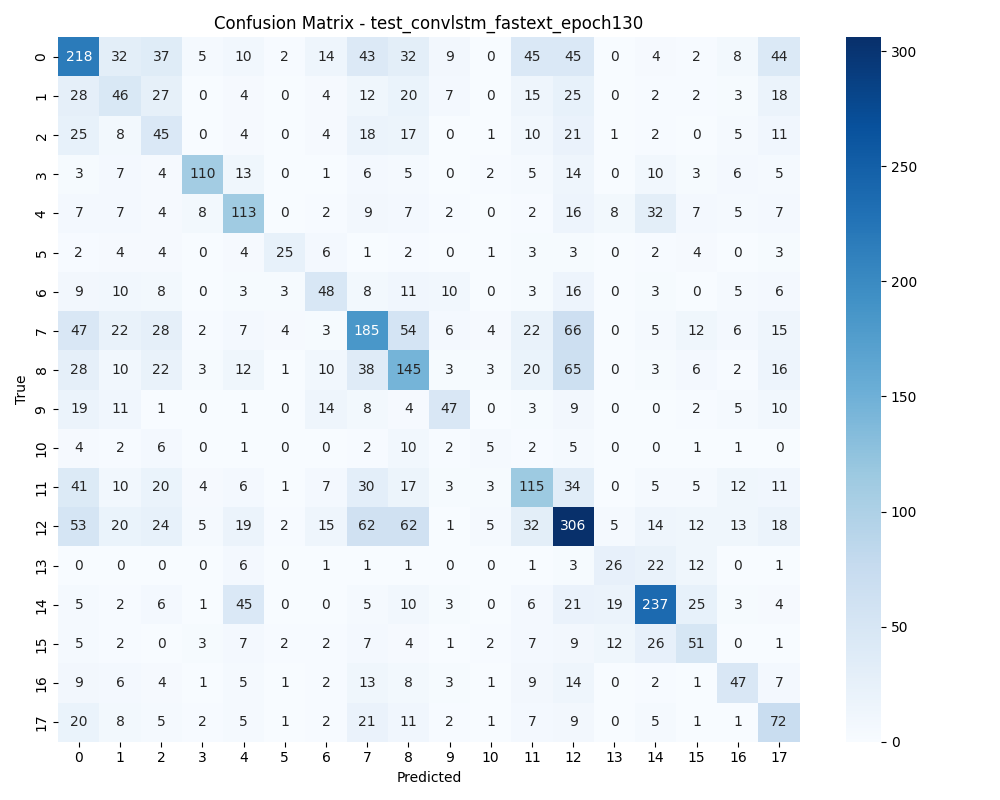 Confusion Matrix - test_convlstm_fastext_epoch130
0 218 32 37 5 10 2 14 43 32 9 0 45 45 0 4 2 8 44
1 28 46 27 0 4 0 4 12 20 7 0 15 25 0 2 2 3 18
2 25 8 45 0 4 0 4 18 17 0 1 10 21 1 2 0 5 11
3 3 7 4 110 13 0 1 6 5 0 2 5 14 0 10 3 6 5
4 7 7 4 8 113 0 2 9 7 2 0 2 16 8 32 7 5 7
5 2 4 4 0 4 25 6 1 2 0 1 3 3 0 2 4 0 3
6 9 10 8 0 3 3 48 8 11 10 0 3 16 0 3 0 5 6
7 47 22 28 2 7 4 3 185 54 6 4 22 66 0 5 12 6 15
8 28 10 22 3 12 1 10 38 145 3 3 20 65 0 3 6 2 16
9 19 11 1 0 1 0 14 8 4 47 0 3 9 0 0 2 5 10
10 4 2 6 0 1 0 0 2 10 2 5 2 5 0 0 1 1 0
11 41 10 20 4 6 1 7 30 17 3 3 115 34 0 5 5 12 11
12 53 20 24 5 19 2 15 62 62 1 5 32 306 5 14 12 13 18
13 0 0 0 0 6 0 1 1 1 0 0 1 3 26 22 12 0 1
14 5 2 6 1 45 0 0 5 10 3 0 6 21 19 237 25 3 4
15 5 2 0 3 7 2 2 7 4 1 2 7 9 12 26 51 0 1
16 9 6 4 1 5 1 2 13 8 3 1 9 14 0 2 1 47 7
17 20 8 5 2 5 1 2 21 11 2 1 7 9 0 5 1 1 72
0 1 2 3 4 5 6 7 8 9 10 11 12 13 14 15 16 17
Predicted
True
300
250
200
150
100
50
0